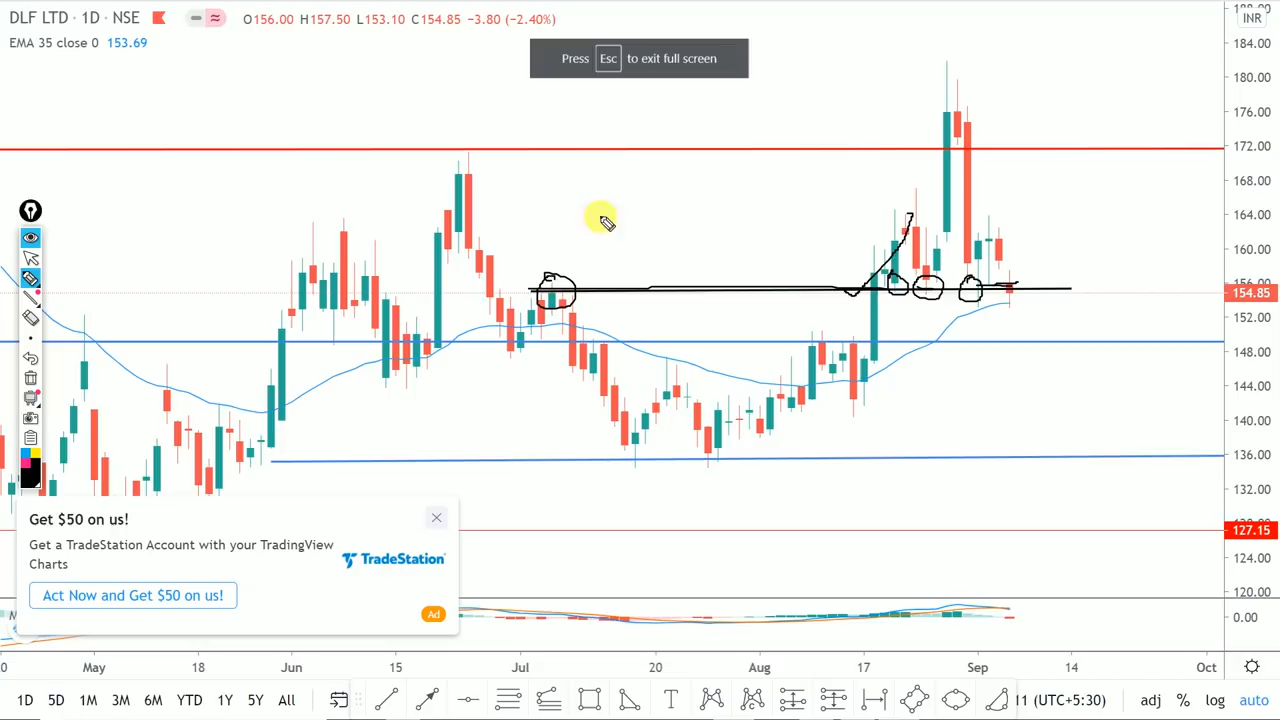 DLF LTD · 1D · NSE O156.00 H157.50 L153.10 C154.85 −3.80 (−2.40%)
EMA 35 close 0 153.69
Press Esc to exit full screen
INR
188.00
184.00
180.00
176.00
172.00
168.00
164.00
160.00
156.00
154.85
152.00
148.00
144.00
140.00
136.00
132.00
127.15
124.00
120.00
0.00
Get $50 on us!
Get a TradeStation Account with your TradingView
Charts
TradeStation
Act Now and Get $50 on us!
Ad
May 18 Jun 15 Jul 20 Aug 17 Sep 14 Oct
1D 5D 1M 3M 6M YTD 1Y 5Y All 11 (UTC+5:30) adj % log auto